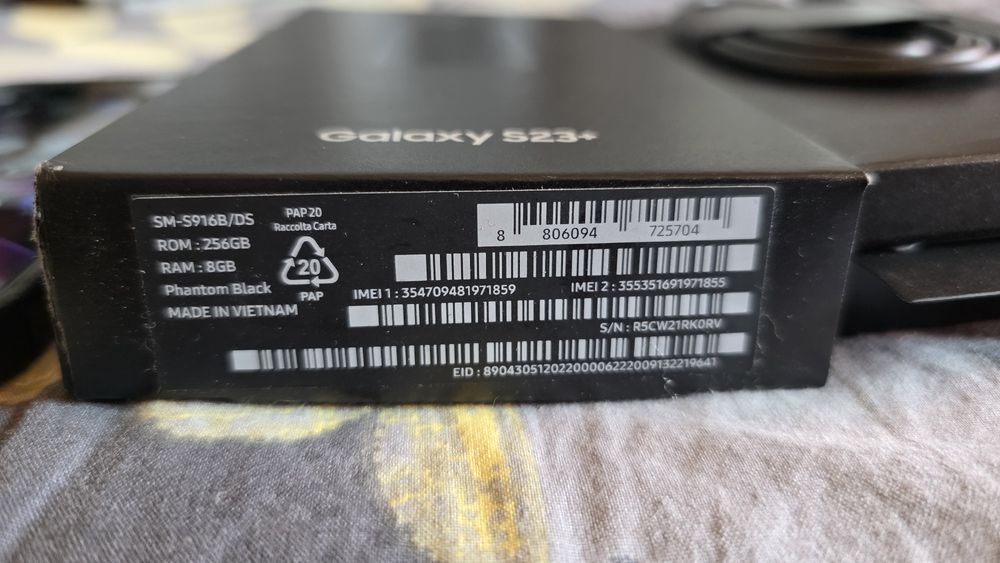 Galaxy S23+
SM-S916B/DS
ROM : 256GB
RAM : 8GB
Phantom Black
MADE IN VIETNAM
PAP 20
Raccolta Carta
20
PAP
8 806094 725704
IMEI 1 : 354709481971859
IMEI 2 : 355351691971855
S/N : R5CW21RK0RV
EID : 89043051202200006222009132219641